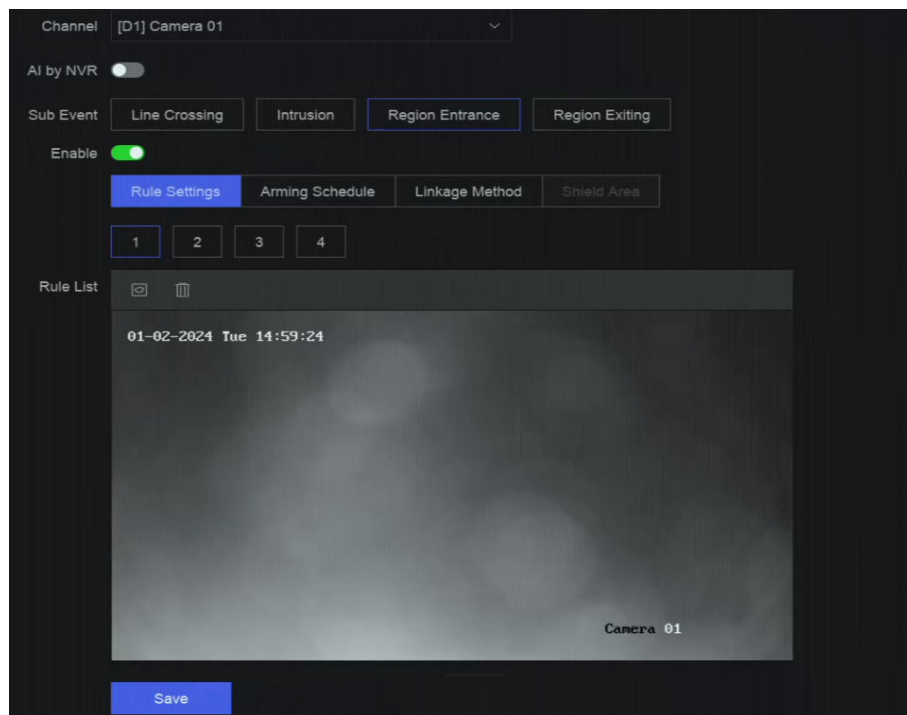 Channel [D1] Camera 01
AI by NVR
Sub Event Line Crossing Intrusion Region Entrance Region Exiting
Enable
Rule Settings Arming Schedule Linkage Method Shield Area
1 2 3 4
Rule List
01-02-2024 Tue 14:59:24
Camera 01
Save